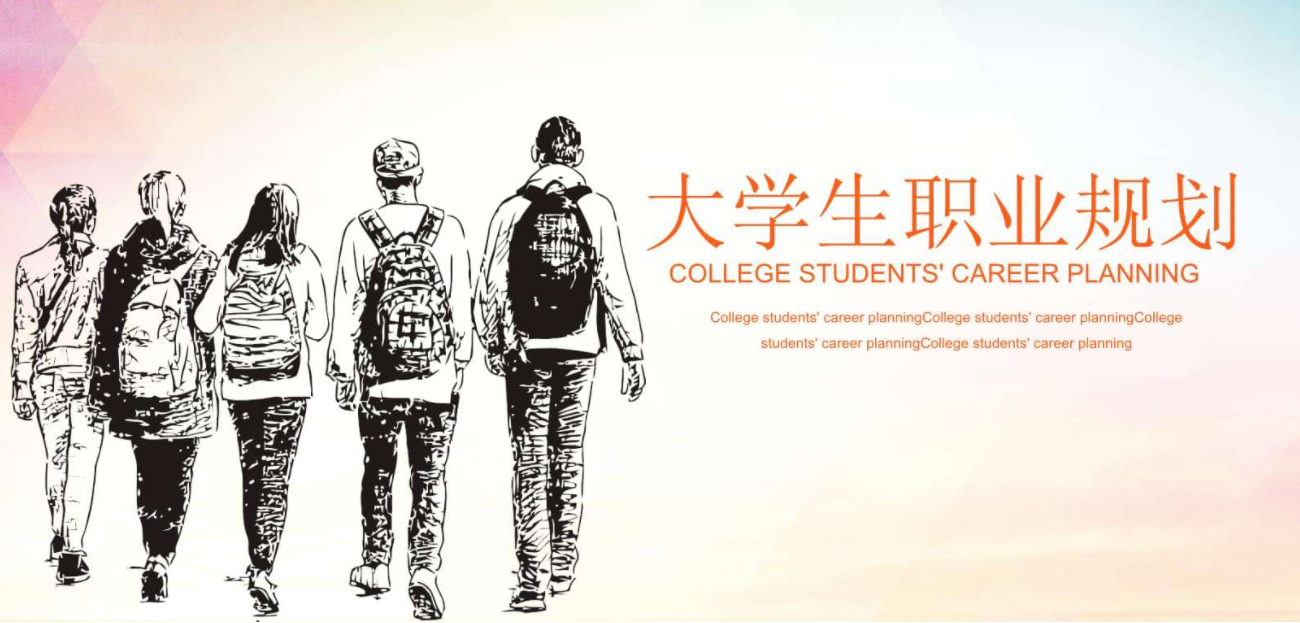 大学生职业规划
COLLEGE STUDENTS' CAREER PLANNING
College students' career planningCollege students' career planningCollege
students' career planningCollege students' career planning